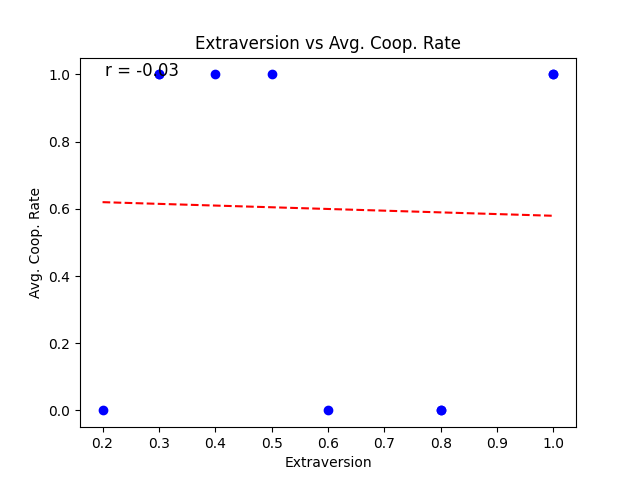 Extraversion vs Avg. Coop. Rate
r = -0.03
1.0
0.8
0.6
0.4
0.2
0.0
Avg. Coop. Rate
0.2 0.3 0.4 0.5 0.6 0.7 0.8 0.9 1.0
Extraversion